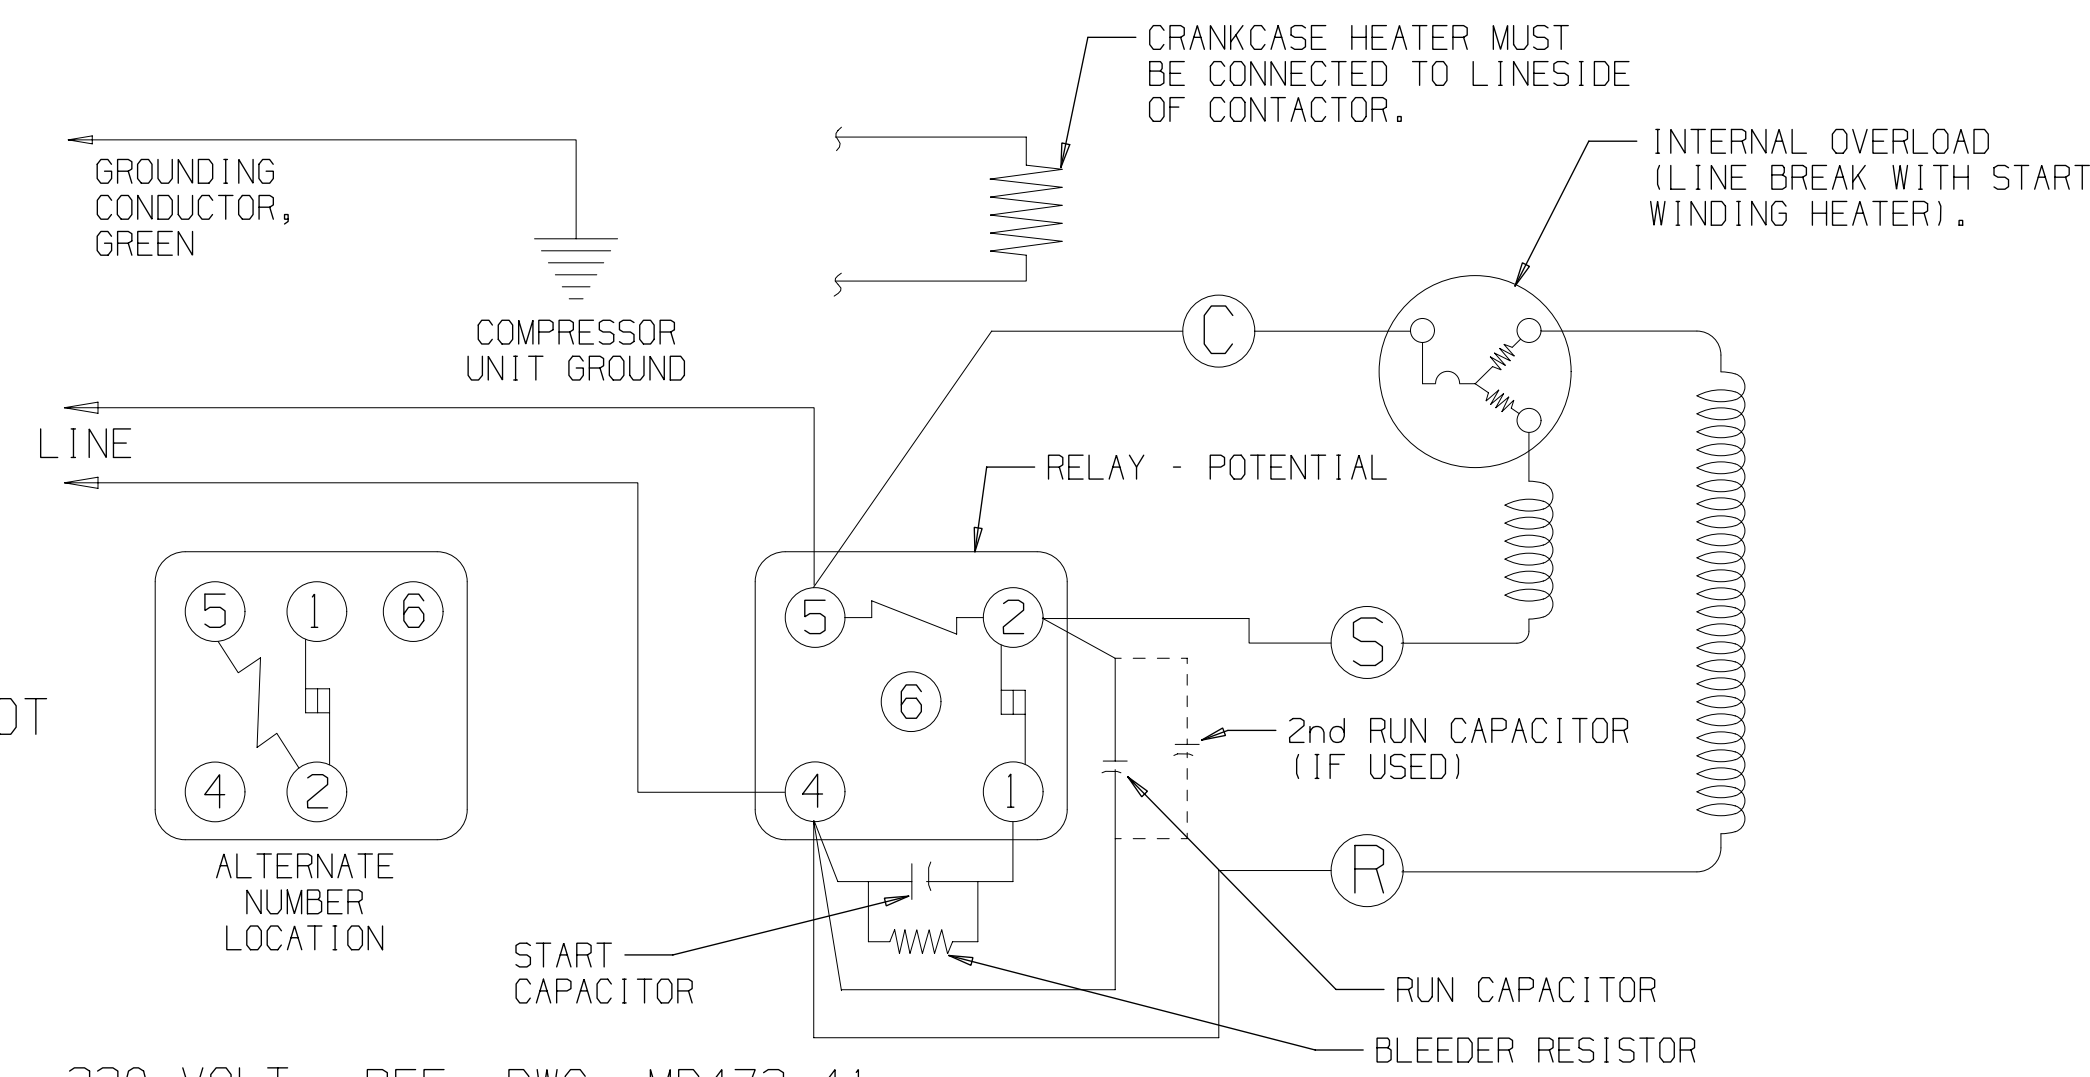 CRANKCASE HEATER MUST
BE CONNECTED TO LINESIDE
OF CONTACTOR.
INTERNAL OVERLOAD
(LINE BREAK WITH START
WINDING HEATER).
GROUNDING
CONDUCTOR,
GREEN
COMPRESSOR
UNIT GROUND
C
LINE
RELAY - POTENTIAL
5 1 6
4 2
ALTERNATE
NUMBER
LOCATION
5 2
6
4 1
S
2nd RUN CAPACITOR
(IF USED)
R
START
CAPACITOR
RUN CAPACITOR
BLEEDER RESISTOR